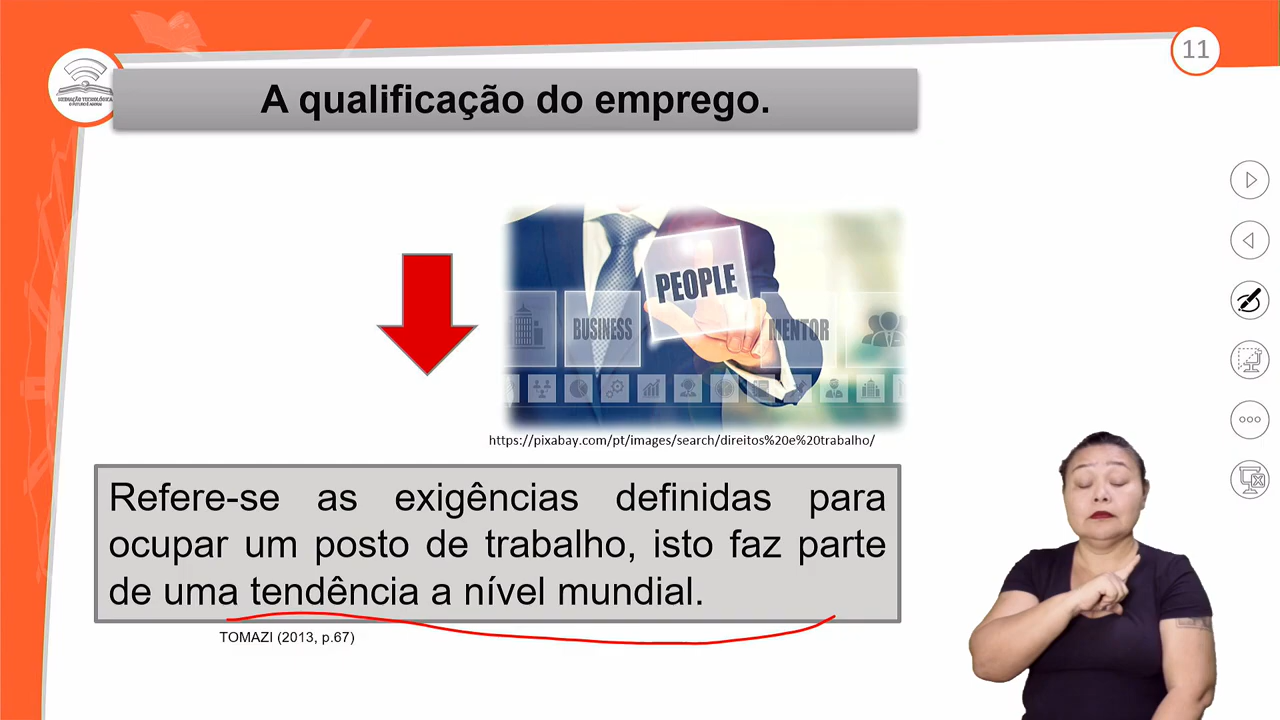 11
MEDIAÇÃO TECNOLÓGICA
A qualificação do emprego.
PEOPLE
BUSINESS
MENTOR
https://pixabay.com/pt/images/search/direitos%20e%20trabalho/
Refere-se as exigências definidas para
ocupar um posto de trabalho, isto faz parte
de uma tendência a nível mundial.
TOMAZI (2013, p.67)